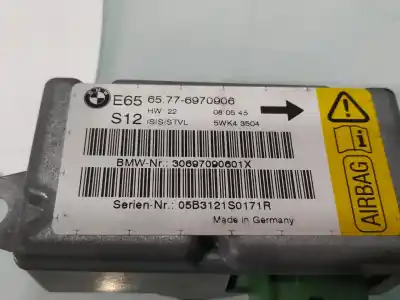 BMW
E65 65.77-6970906
HW: 22 08 05 45
S12 ISIS/STVL 5WK4 3504
BMW-Nr.: 30697090601X
Serien-Nr.: 05B3121S0171R
Made in Germany
AIRBAG